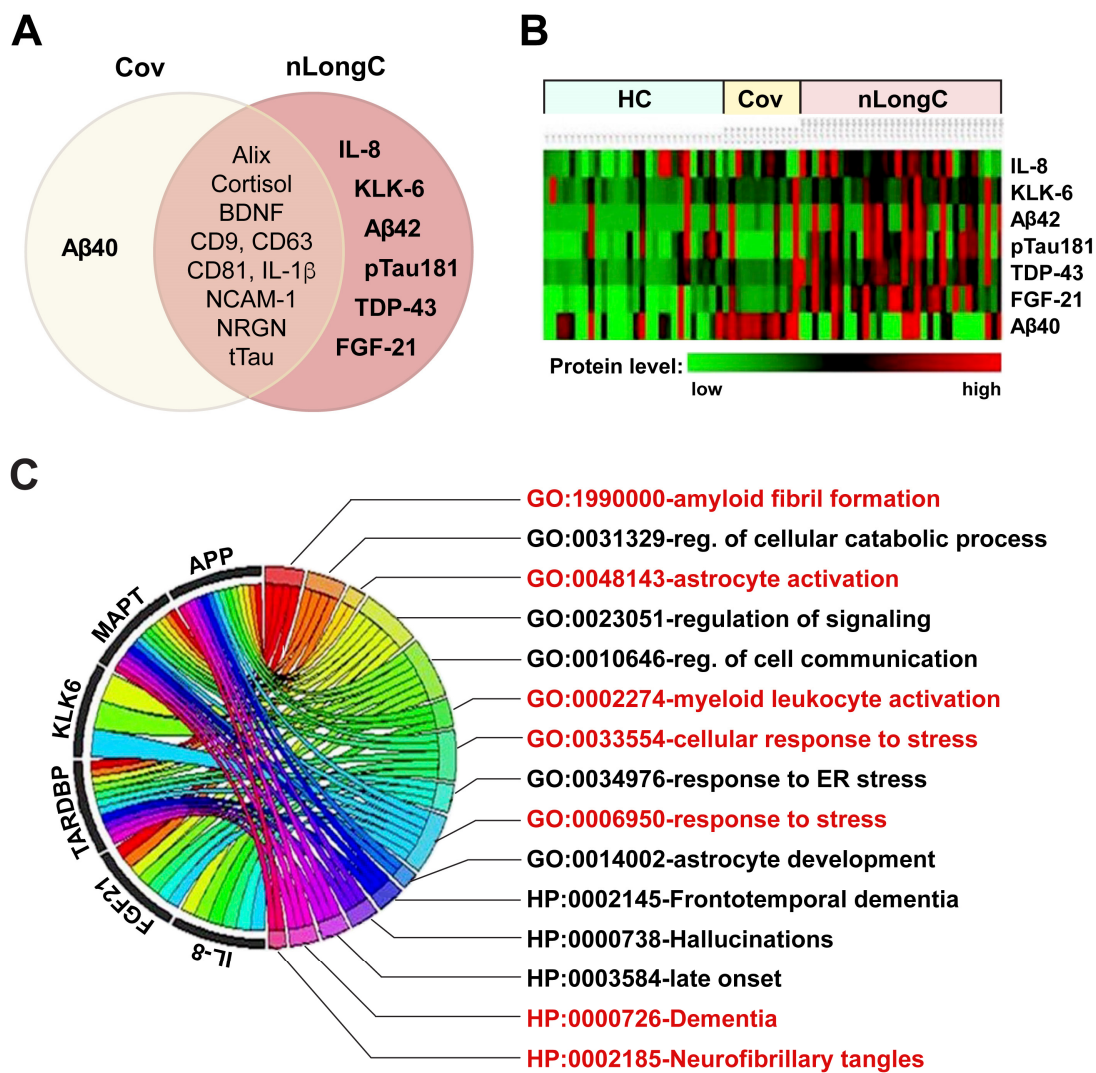 A
Cov
nLongC
Aβ40
Alix
Cortisol
BDNF
CD9, CD63
CD81, IL-1β
NCAM-1
NRGN
tTau
IL-8
KLK-6
Aβ42
pTau181
TDP-43
FGF-21
B
HC
Cov
nLongC
IL-8
KLK-6
Aβ42
pTau181
TDP-43
FGF-21
Aβ40
Protein level:
low
high
C
APP
MAPT
KLK6
TARDBP
FGF21
IL-8
GO:1990000-amyloid fibril formation
GO:0031329-reg. of cellular catabolic process
GO:0048143-astrocyte activation
GO:0023051-regulation of signaling
GO:0010646-reg. of cell communication
GO:0002274-myeloid leukocyte activation
GO:0033554-cellular response to stress
GO:0034976-response to ER stress
GO:0006950-response to stress
GO:0014002-astrocyte development
HP:0002145-Frontotemporal dementia
HP:0000738-Hallucinations
HP:0003584-late onset
HP:0000726-Dementia
HP:0002185-Neurofibrillary tangles